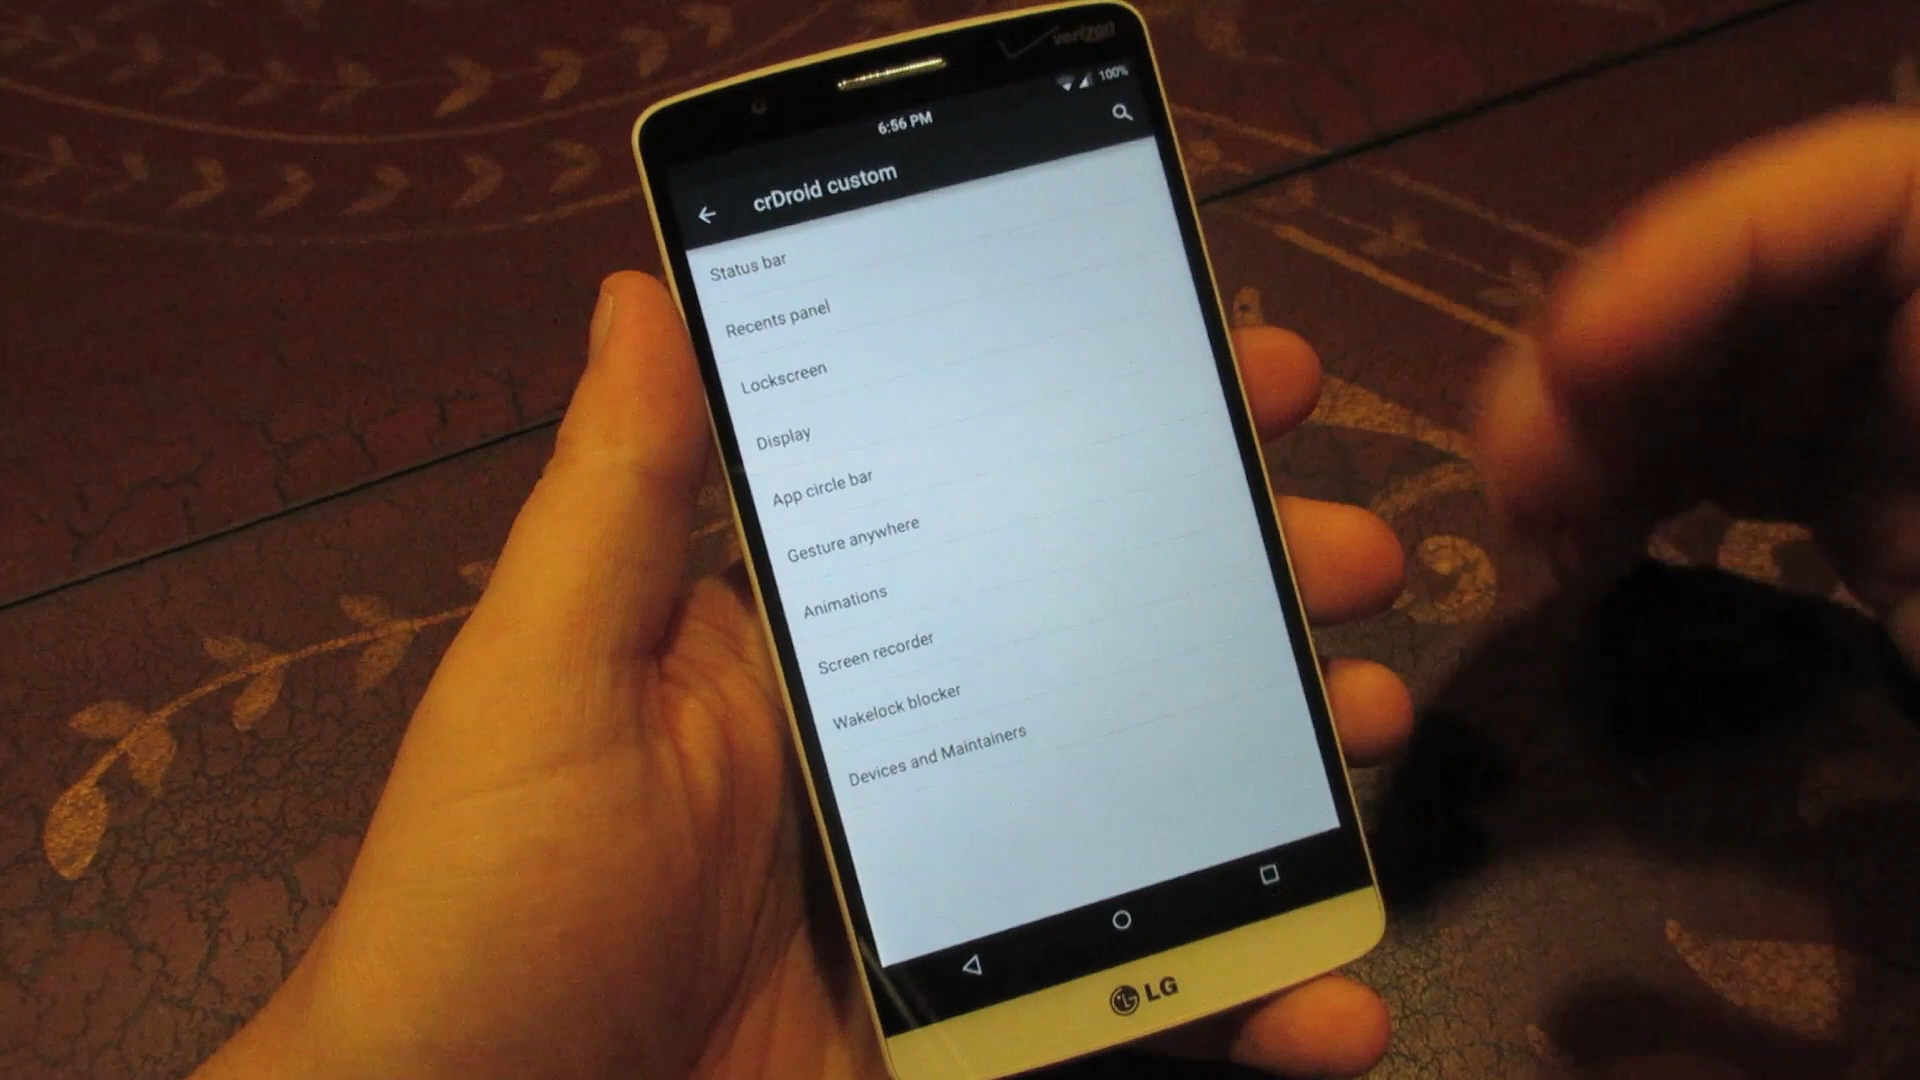 verizon
100%
6:56 PM
crDroid custom
Status bar
Recents panel
Lockscreen
Display
App circle bar
Gesture anywhere
Animations
Screen recorder
Wakelock blocker
Devices and Maintainers
LG